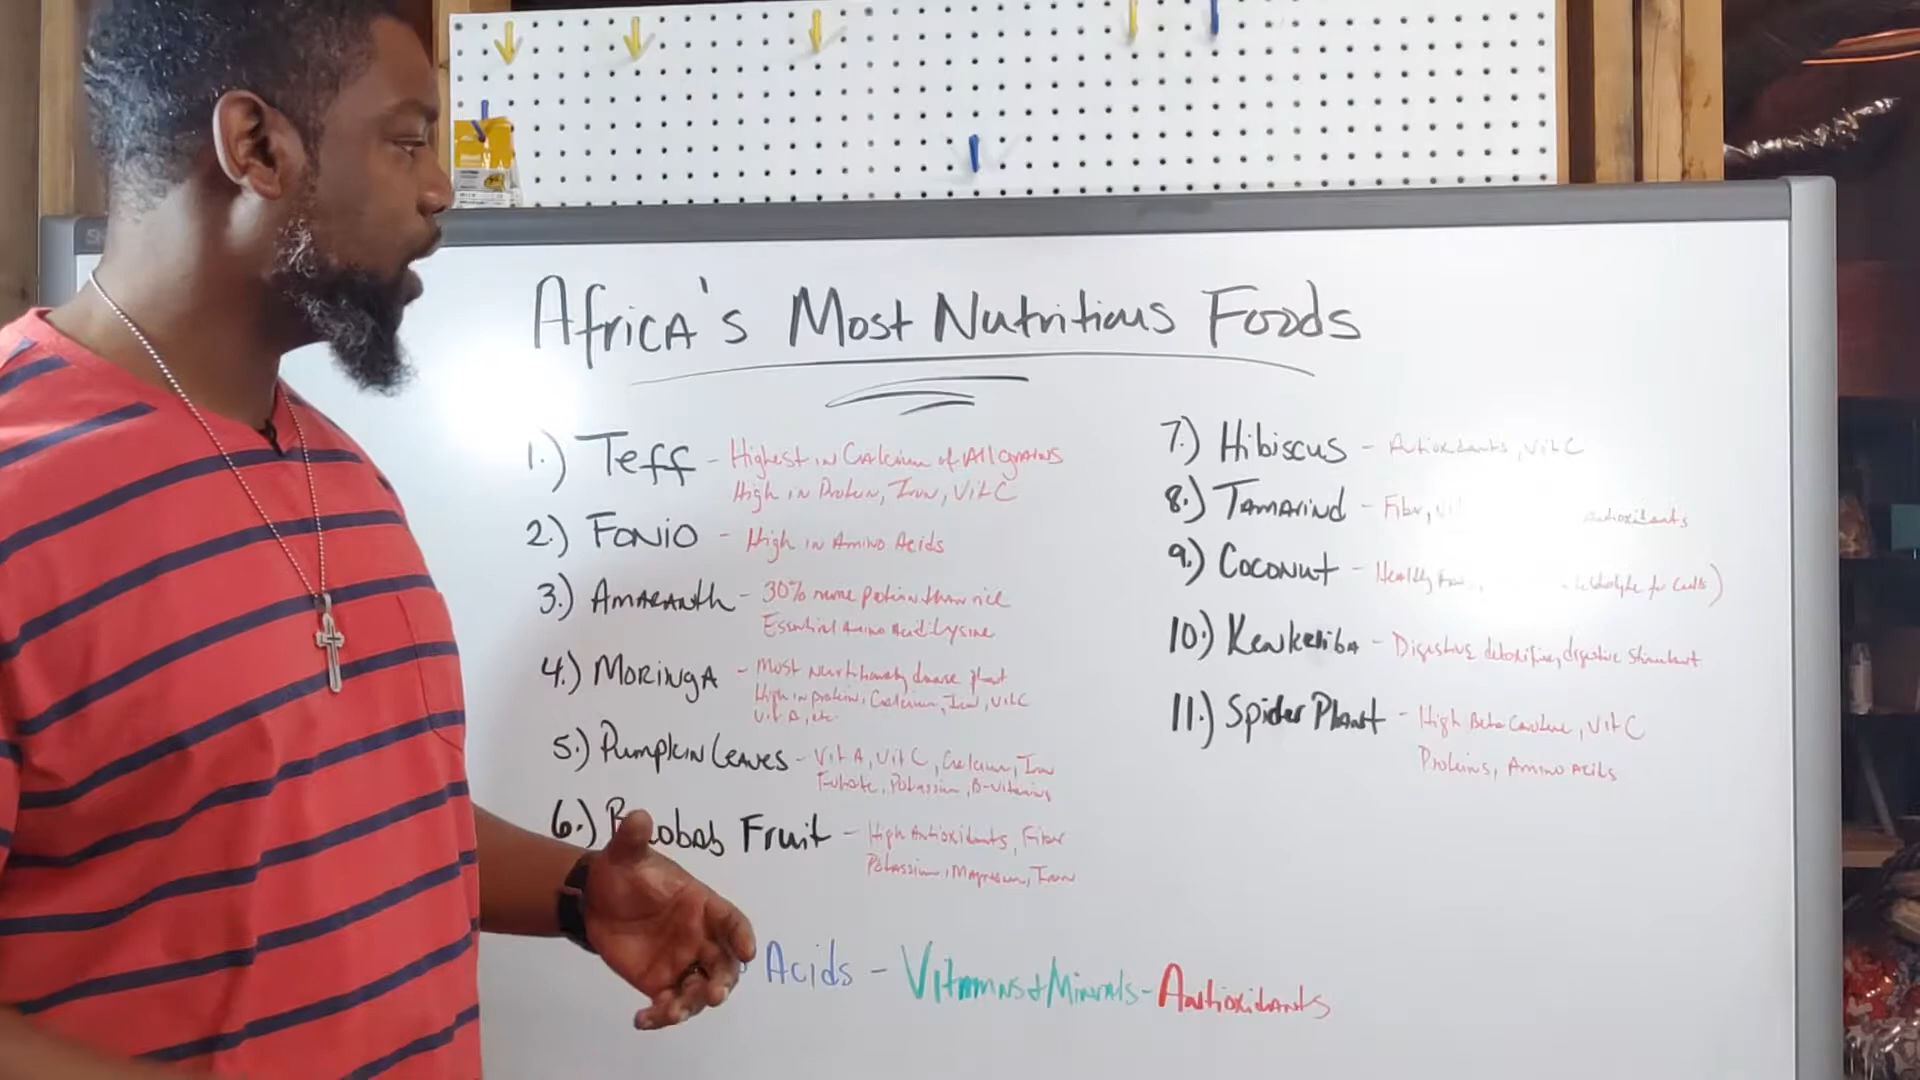 Africa's Most Nutritious Foods
1.) Teff - Highest in Calcium of All grains
High in Protein, Iron, Vit C
2.) Fonio - High in Amino Acids
3.) Amaranth - 30% more protein than rice
Essential Amino Acid: Lysine
4.) Moringa - Most nutritionally dense plant
High in protein, Calcium, Iron, Vit C
Vit A, etc.
5.) Pumpkin Leaves - Vit A, Vit C, Calcium, Iron
Folate, Potassium, B-Vitamins
6.) Baobab Fruit - High Antioxidants, Fiber
Potassium, Magnesium, Iron
7.) Hibiscus - Antioxidants, Vit C
8.) Tamarind - Fiber, Vit antioxidants
9.) Coconut - Healthy for cells)
10.) Kenkeliba - Digestive detoxifier, digestive stimulant
11.) Spider Plant - High Beta Carotene, Vit C
Proteins, Amino Acids
Acids - Vitamins & Minerals - Antioxidants